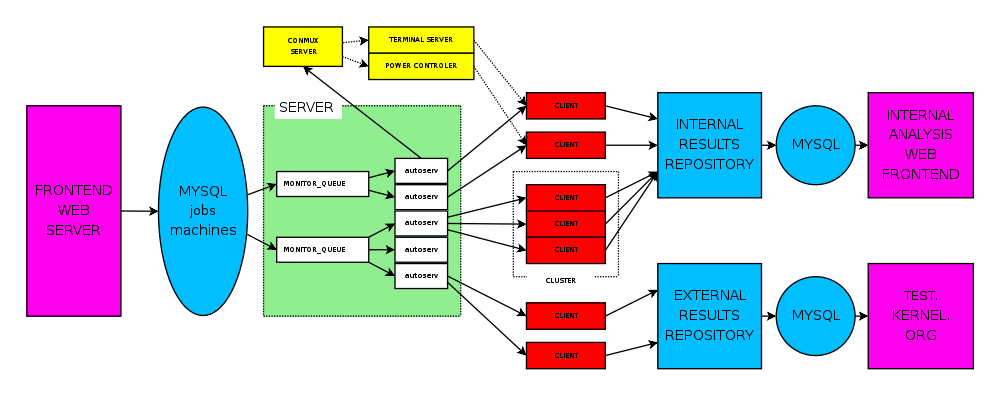 CONMUX
SERVER
TERMINAL SERVER
POWER CONTROLER
FRONTEND
WEB
SERVER
MYSQL
jobs
machines
SERVER
MONITOR_QUEUE
MONITOR_QUEUE
autoserv
autoserv
autoserv
autoserv
autoserv
CLIENT
CLIENT
CLIENT
CLIENT
CLIENT
CLUSTER
CLIENT
CLIENT
INTERNAL
RESULTS
REPOSITORY
MYSQL
INTERNAL
ANALYSIS
WEB
FRONTEND
EXTERNAL
RESULTS
REPOSITORY
MYSQL
TEST.
KERNEL.
ORG